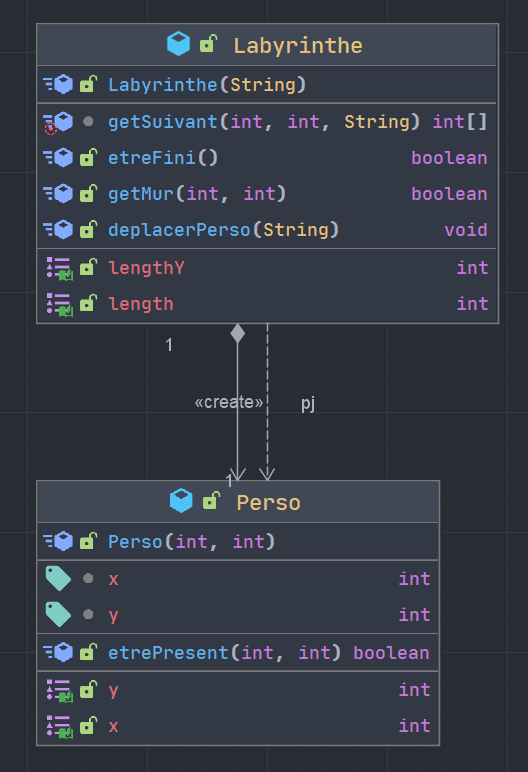 Labyrinthe
Labyrinthe(String)
getSuivant(int, int, String) int[]
etreFini() boolean
getMur(int, int) boolean
deplacerPerso(String) void
lengthY int
length int
1
«create» pj
1
Perso
Perso(int, int)
x int
y int
etrePresent(int, int) boolean
y int
x int